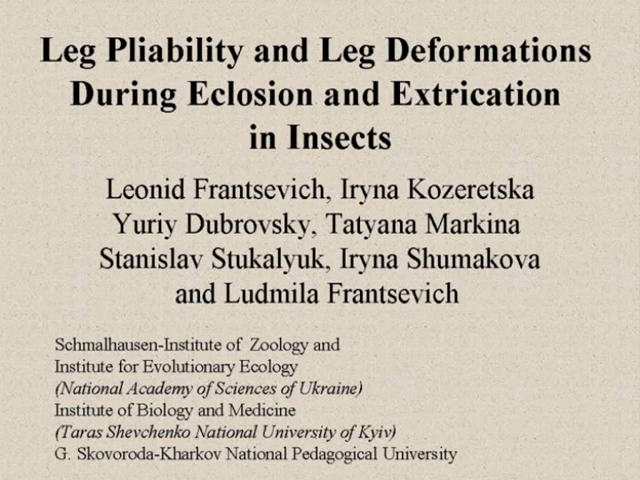 Leg Pliability and Leg Deformations
During Eclosion and Extrication
in Insects
Leonid Frantsevich, Iryna Kozeretska
Yuriy Dubrovsky, Tatyana Markina
Stanislav Stukalyuk, Iryna Shumakova
and Ludmila Frantsevich
Schmalhausen-Institute of Zoology and
Institute for Evolutionary Ecology
(National Academy of Sciences of Ukraine)
Institute of Biology and Medicine
(Taras Shevchenko National University of Kyiv)
G. Skovoroda-Kharkov National Pedagogical University